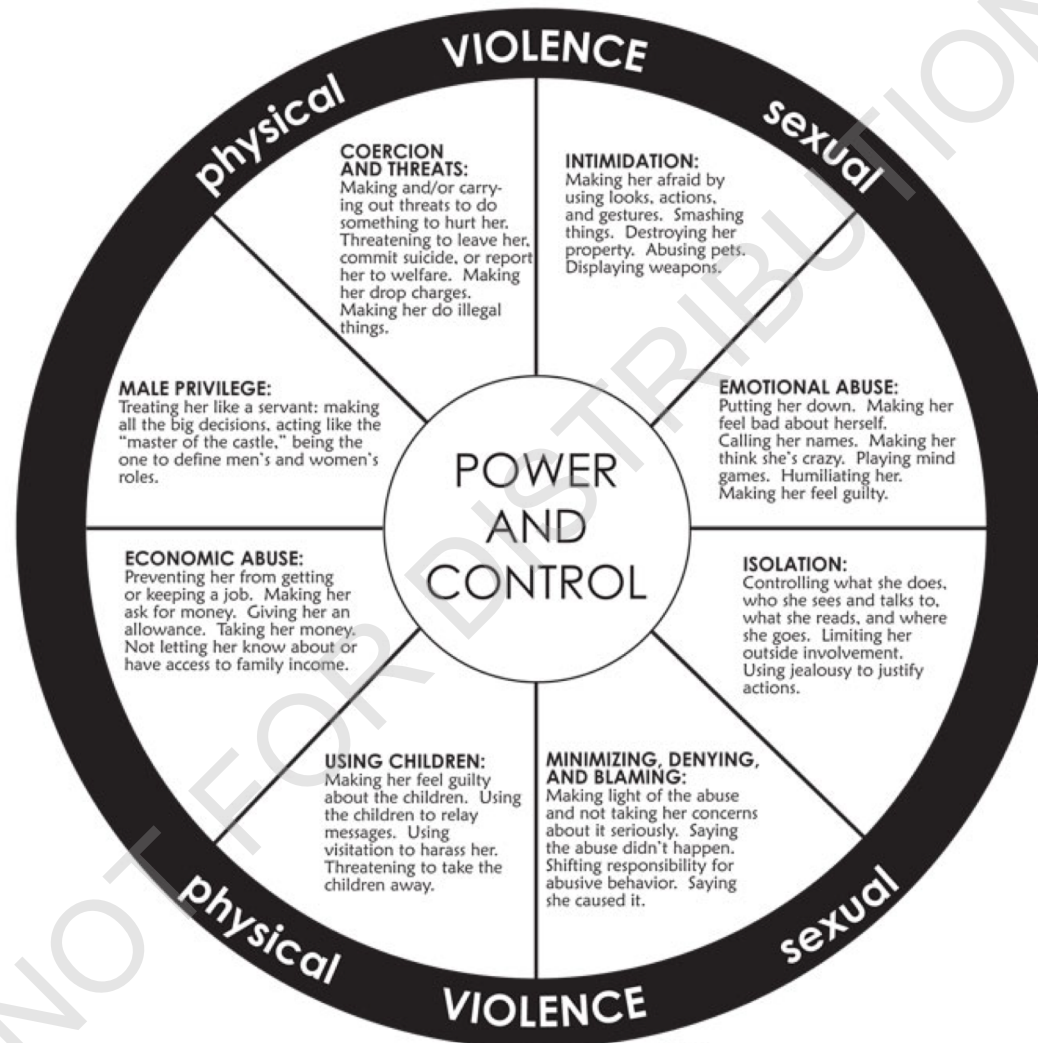 VIOLENCE
physical
sexual
COERCION
AND THREATS:
Making and/or carry-
ing out threats to do
something to hurt her.
Threatening to leave her,
commit suicide, or report
her to welfare. Making
her drop charges.
Making her do illegal
things.
INTIMIDATION:
Making her afraid by
using looks, actions,
and gestures. Smashing
things. Destroying her
property. Abusing pets.
Displaying weapons.
MALE PRIVILEGE:
Treating her like a servant: making
all the big decisions, acting like the
“master of the castle,” being the
one to define men’s and women’s
roles.
EMOTIONAL ABUSE:
Putting her down. Making her
feel bad about herself.
Calling her names. Making her
think she’s crazy. Playing mind
games. Humiliating her.
Making her feel guilty.
POWER
AND
CONTROL
ECONOMIC ABUSE:
Preventing her from getting
or keeping a job. Making her
ask for money. Giving her an
allowance. Taking her money.
Not letting her know about or
have access to family income.
ISOLATION:
Controlling what she does,
who she sees and talks to,
what she reads, and where
she goes. Limiting her
outside involvement.
Using jealousy to justify
actions.
USING CHILDREN:
Making her feel guilty
about the children. Using
the children to relay
messages. Using
visitation to harass her.
Threatening to take the
children away.
MINIMIZING, DENYING,
AND BLAMING:
Making light of the abuse
and not taking her concerns
about it seriously. Saying
the abuse didn’t happen.
Shifting responsibility for
abusive behavior. Saying
she caused it.
physical
sexual
VIOLENCE
NOT FOR DISTRIBUTION